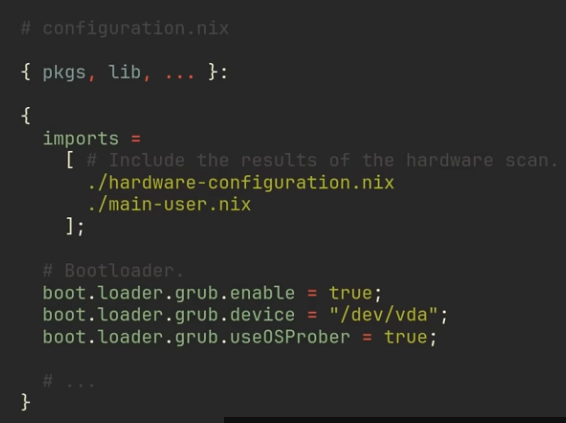 # configuration.nix
{ pkgs, lib, ... }:
{
imports =
[ # Include the results of the hardware scan.
./hardware-configuration.nix
./main-user.nix
];
# Bootloader.
boot.loader.grub.enable = true;
boot.loader.grub.device = "/dev/vda";
boot.loader.grub.useOSProber = true;
# ...
}